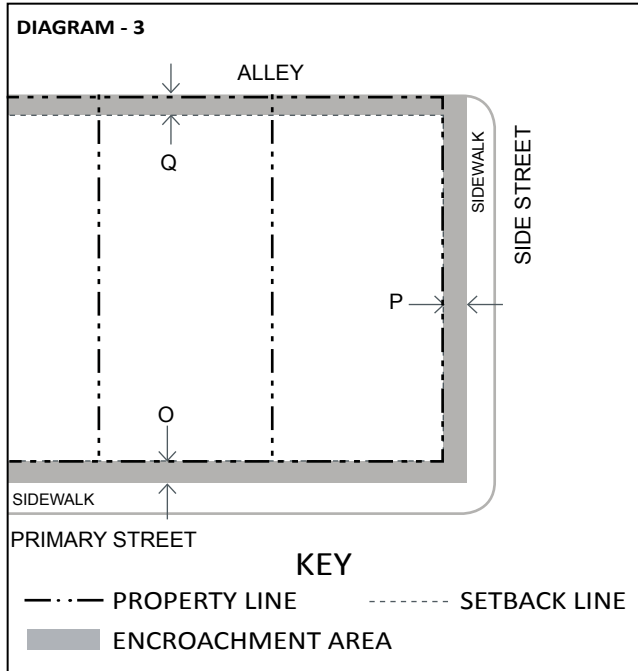 DIAGRAM - 3
ALLEY
Q
SIDEWALK
SIDE STREET
P
O
SIDEWALK
PRIMARY STREET
KEY
PROPERTY LINE
SETBACK LINE
ENCROACHMENT AREA